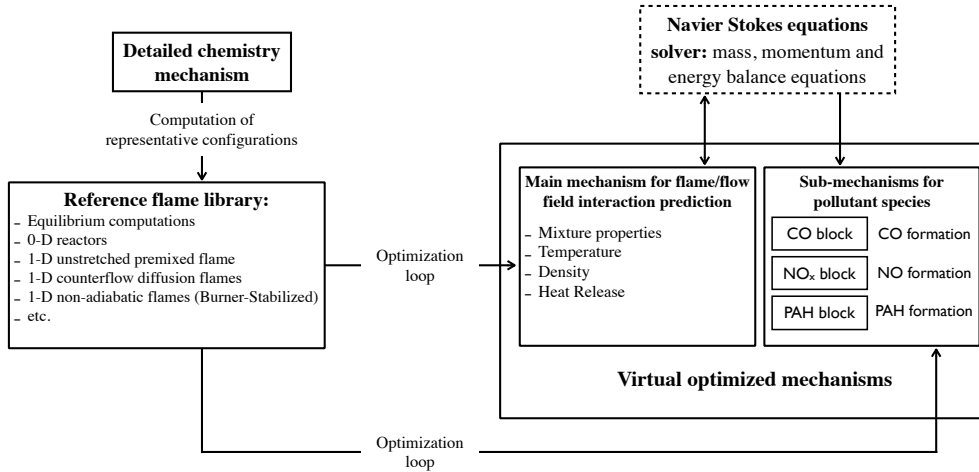 Detailed chemistry
mechanism
Computation of
representative configurations
Reference flame library:
- Equilibrium computations
- 0-D reactors
- 1-D unstretched premixed flame
- 1-D counterflow diffusion flames
- 1-D non-adiabatic flames (Burner-Stabilized)
- etc.
Optimization
loop
Optimization
loop
Navier Stokes equations
solver: mass, momentum and
energy balance equations
Main mechanism for flame/flow
field interaction prediction
- Mixture properties
- Temperature
- Density
- Heat Release
Sub-mechanisms for
pollutant species
CO block CO formation
NOₓ block NO formation
PAH block PAH formation
Virtual optimized mechanisms